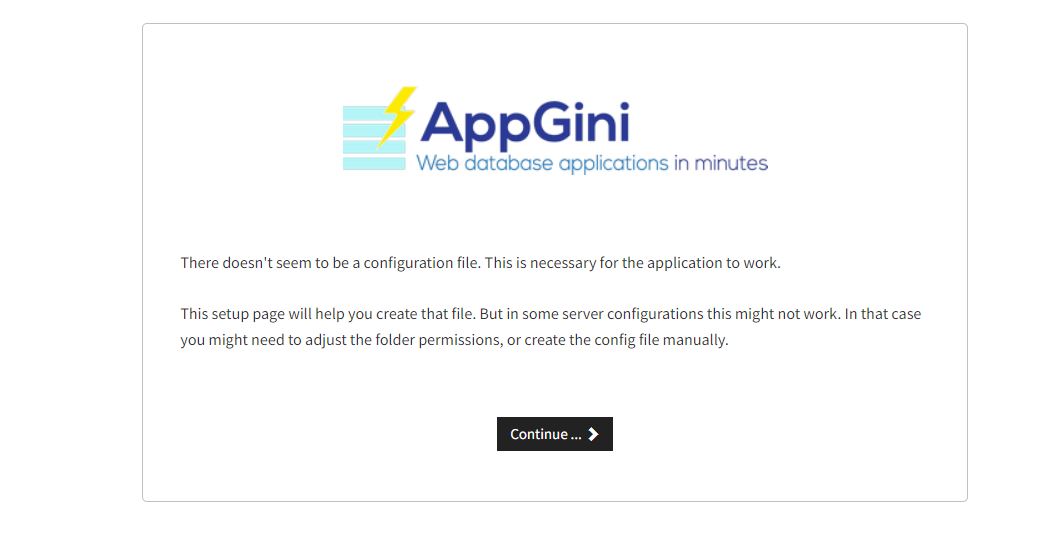 AppGini
Web database applications in minutes
There doesn't seem to be a configuration file. This is necessary for the application to work.
This setup page will help you create that file. But in some server configurations this might not work. In that case
you might need to adjust the folder permissions, or create the config file manually.
Continue ...